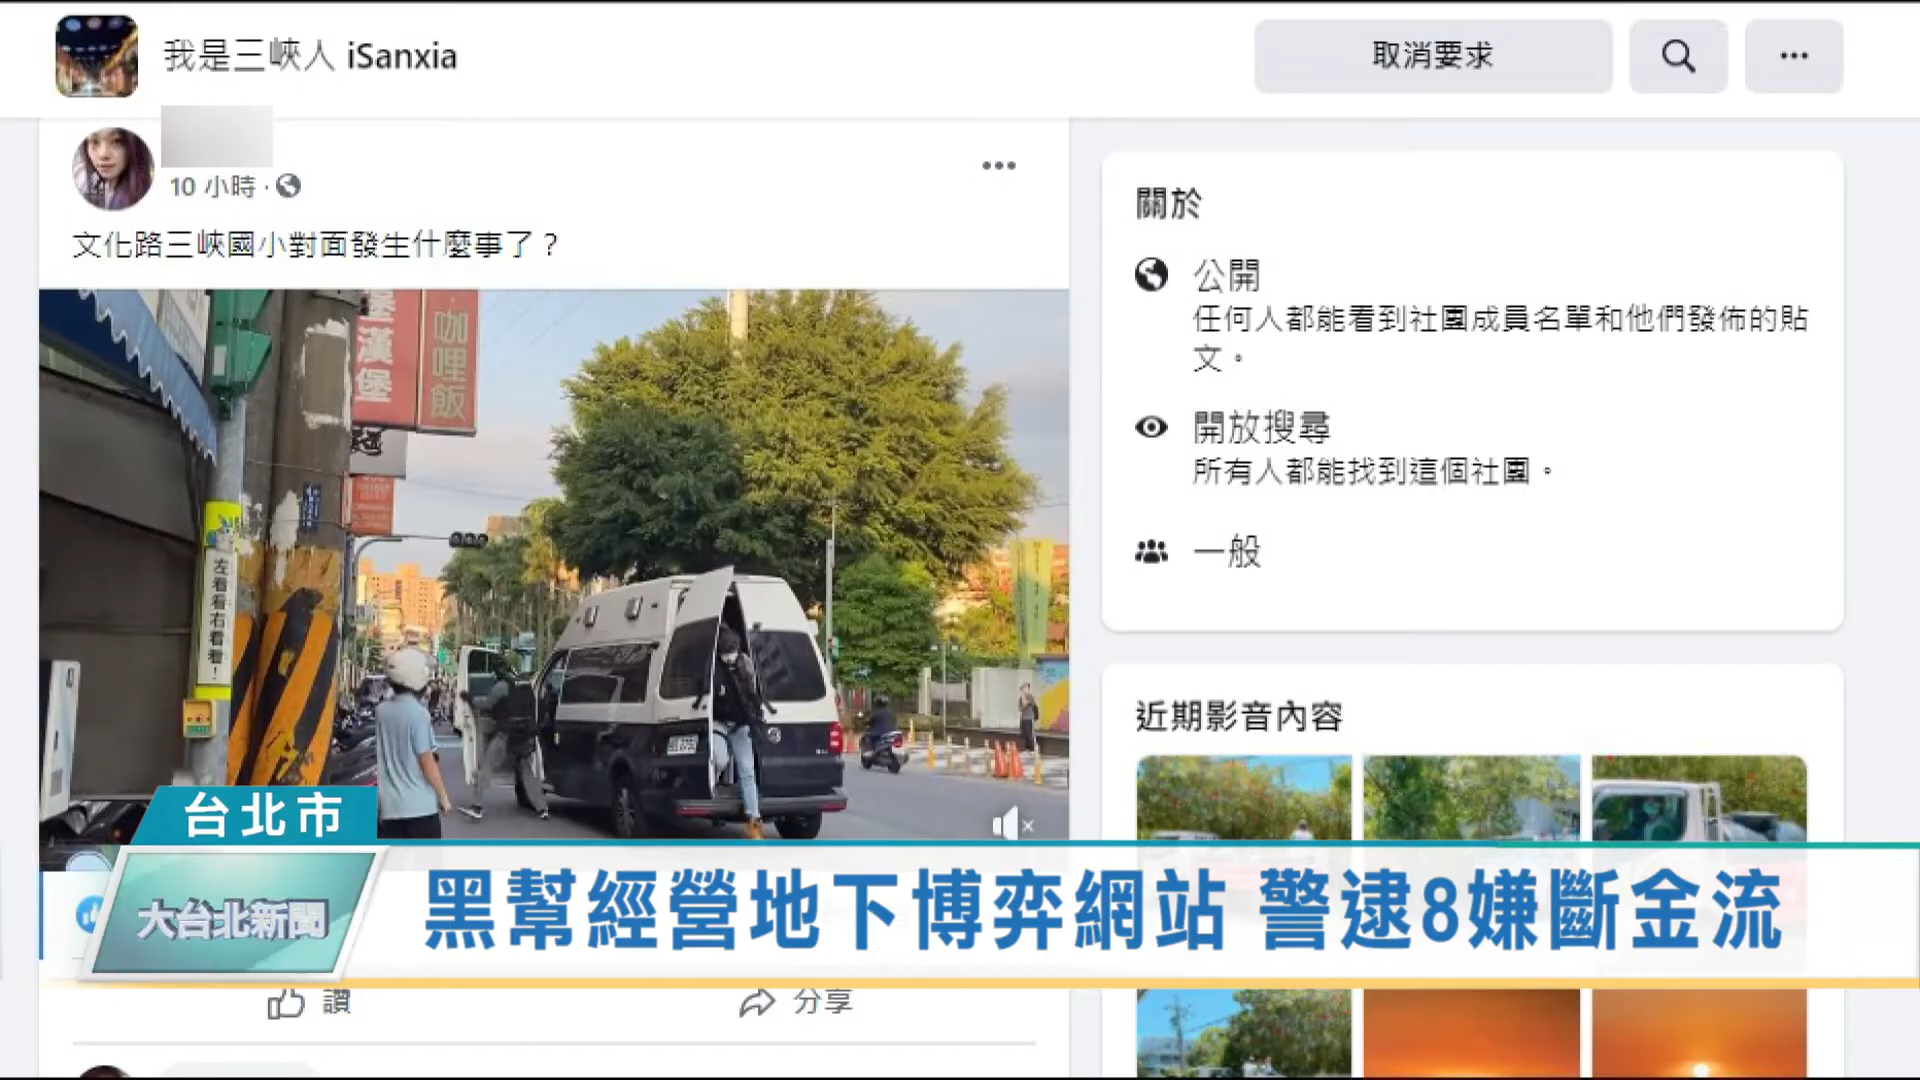 我是三峽人 iSanxia
取消要求
10 小時
文化路三峽國小對面發生什麼事了？
咖哩飯
漢堡
左看看右看看！
關於
公開
任何人都能看到社團成員名單和他們發佈的貼
文。
開放搜尋
所有人都能找到這個社團。
一般
近期影音內容
台北市
大台北新聞
黑幫經營地下博弈網站 警逮8嫌斷金流
讚
分享